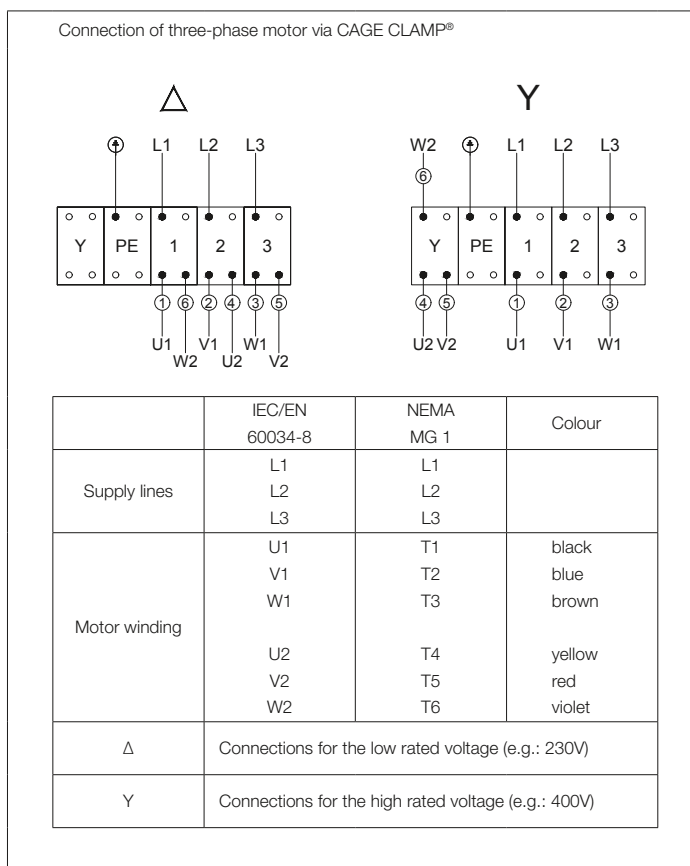 Connection of three-phase motor via CAGE CLAMP®
Δ
L1 L2 L3
Y PE 1 2 3
1 6 2 4 3 5
U1 V1 W1
W2 U2 V2
Y
W2 L1 L2 L3
6
Y PE 1 2 3
4 5 1 2 3
U2 V2 U1 V1 W1
IEC/EN NEMA Colour
60034-8 MG 1
Supply lines
L1 L1
L2 L2
L3 L3
Motor winding
U1 T1 black
V1 T2 blue
W1 T3 brown
U2 T4 yellow
V2 T5 red
W2 T6 violet
Δ Connections for the low rated voltage (e.g.: 230V)
Y Connections for the high rated voltage (e.g.: 400V)